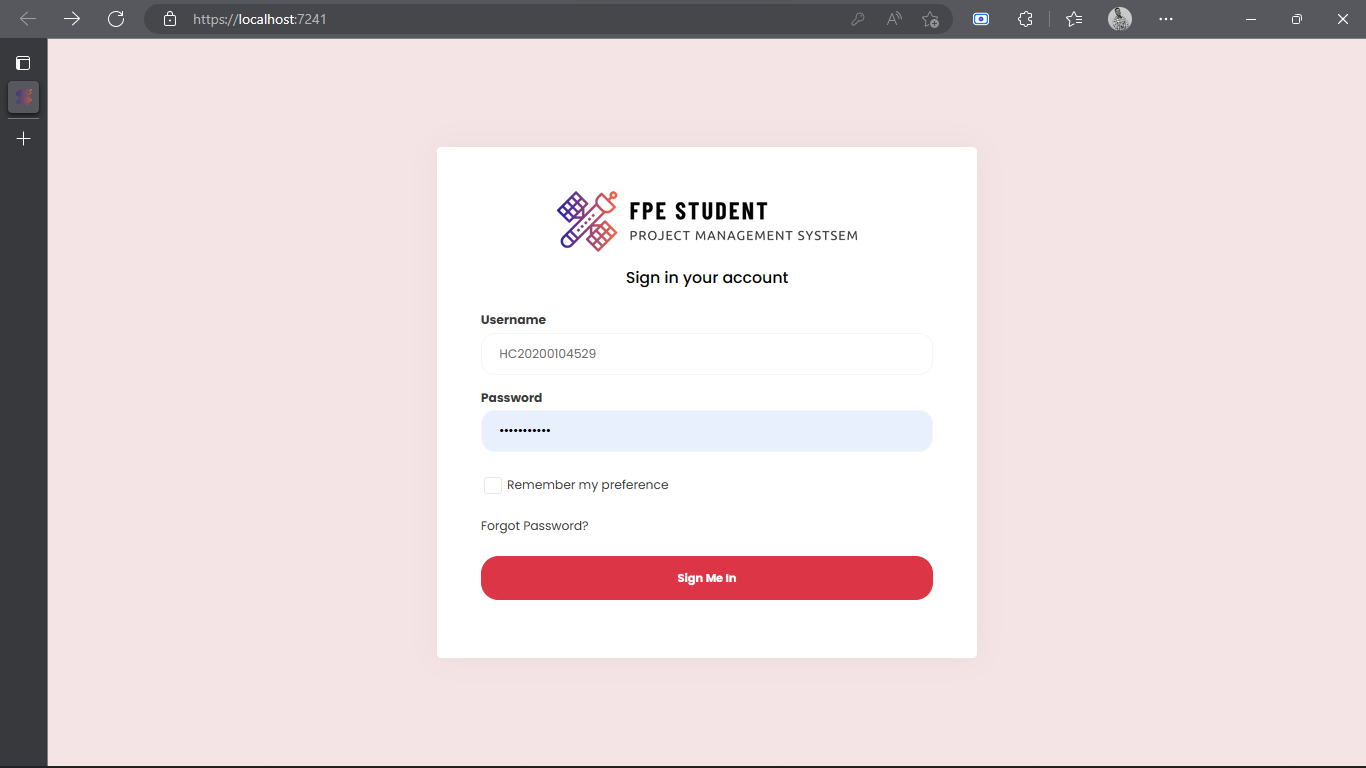 https://localhost:7241
FPE STUDENT
PROJECT MANAGEMENT SYSTSEM
Sign in your account
Username
HC20200104529
Password
•••••••••••
Remember my preference
Forgot Password?
Sign Me In